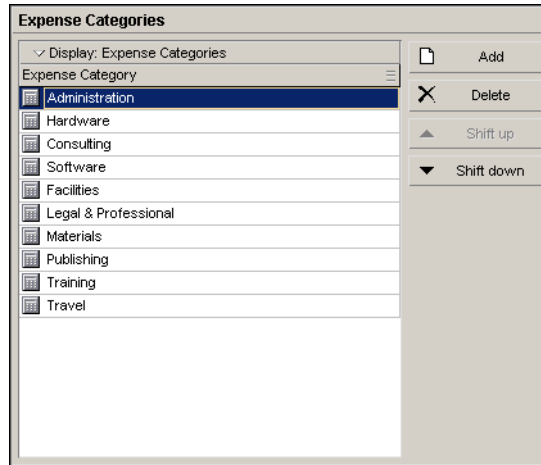 Expense Categories
Display: Expense Categories
Expense Category
Administration
Hardware
Consulting
Software
Facilities
Legal & Professional
Materials
Publishing
Training
Travel
Add
Delete
Shift up
Shift down